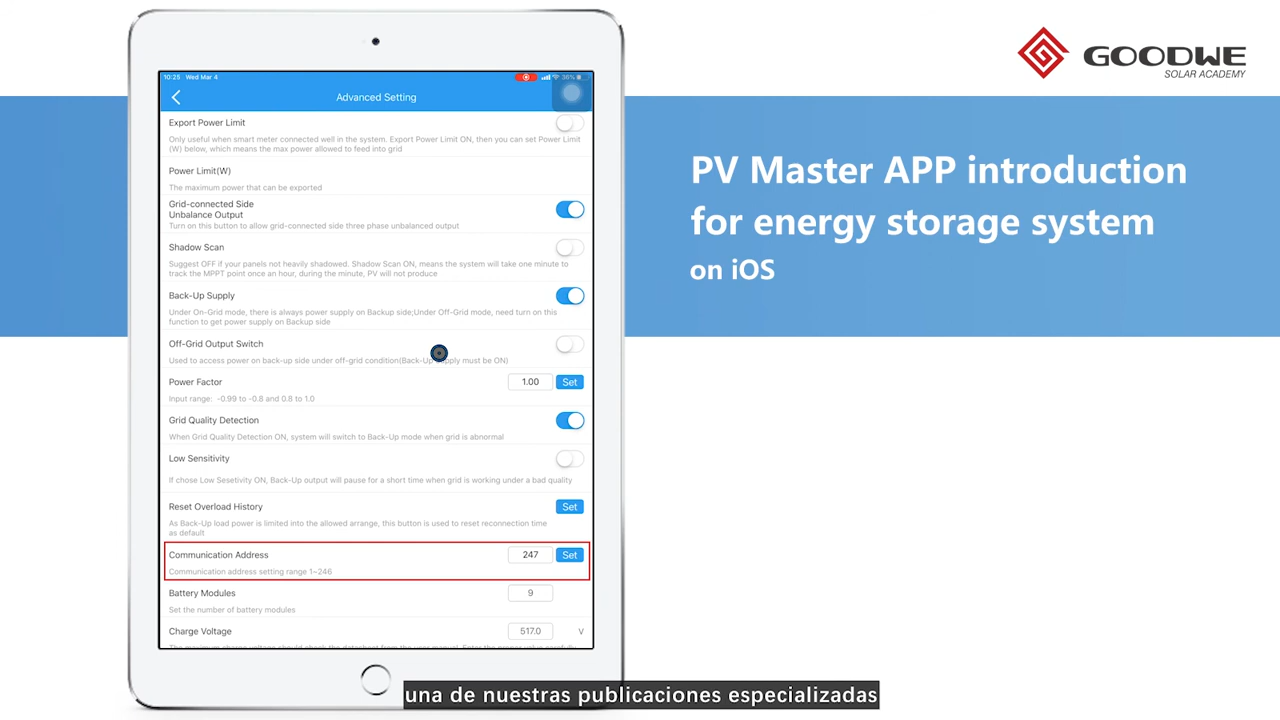 GOODWE
SOLAR ACADEMY
PV Master APP introduction
for energy storage system
on iOS
10:25 Wed Mar 4
36%
Advanced Setting
Export Power Limit
Only useful when smart meter connected well in the system. Export Power Limit ON, then you can set Power Limit
(W) below, which means the max power allowed to feed into grid
Power Limit(W)
The maximum power that can be exported
Grid-connected Side
Unbalance Output
Turn on this button to allow grid-connected side three phase unbalanced output
Shadow Scan
Suggest OFF if your panels not heavily shadowed. Shadow Scan ON, means the system will take one minute to
track the MPPT point once an hour, during the minute, PV will not produce
Back-Up Supply
Under On-Grid mode, there is always power supply on Backup side;Under Off-Grid mode, need turn on this
function to get power supply on Backup side
Off-Grid Output Switch
Used to access power on back-up side under off-grid condition(Back-Up Supply must be ON)
Power Factor 1.00 Set
Input range: -0.99 to -0.8 and 0.8 to 1.0
Grid Quality Detection
When Grid Quality Detection ON, system will switch to Back-Up mode when grid is abnormal
Low Sensitivity
If chose Low Sesetivity ON, Back-Up output will pause for a short time when grid is working under a bad quality
Reset Overload History Set
As Back-Up load power is limited into the allowed arrange, this button is used to reset reconnection time
as default
Communication Address 247 Set
Communication address setting range 1~246
Battery Modules 9
Set the number of battery modules
Charge Voltage 517.0 V
una de nuestras publicaciones especializadas